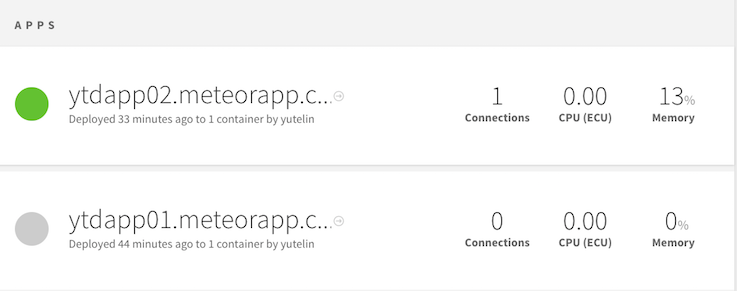 APPS
ytdapp02.meteorapp.c...
1
0.00
13%
Deployed 33 minutes ago to 1 container by yutelin
Connections
CPU (ECU)
Memory
ytdapp01.meteorapp.c...
0
0.00
0%
Deployed 44 minutes ago to 1 container by yutelin
Connections
CPU (ECU)
Memory